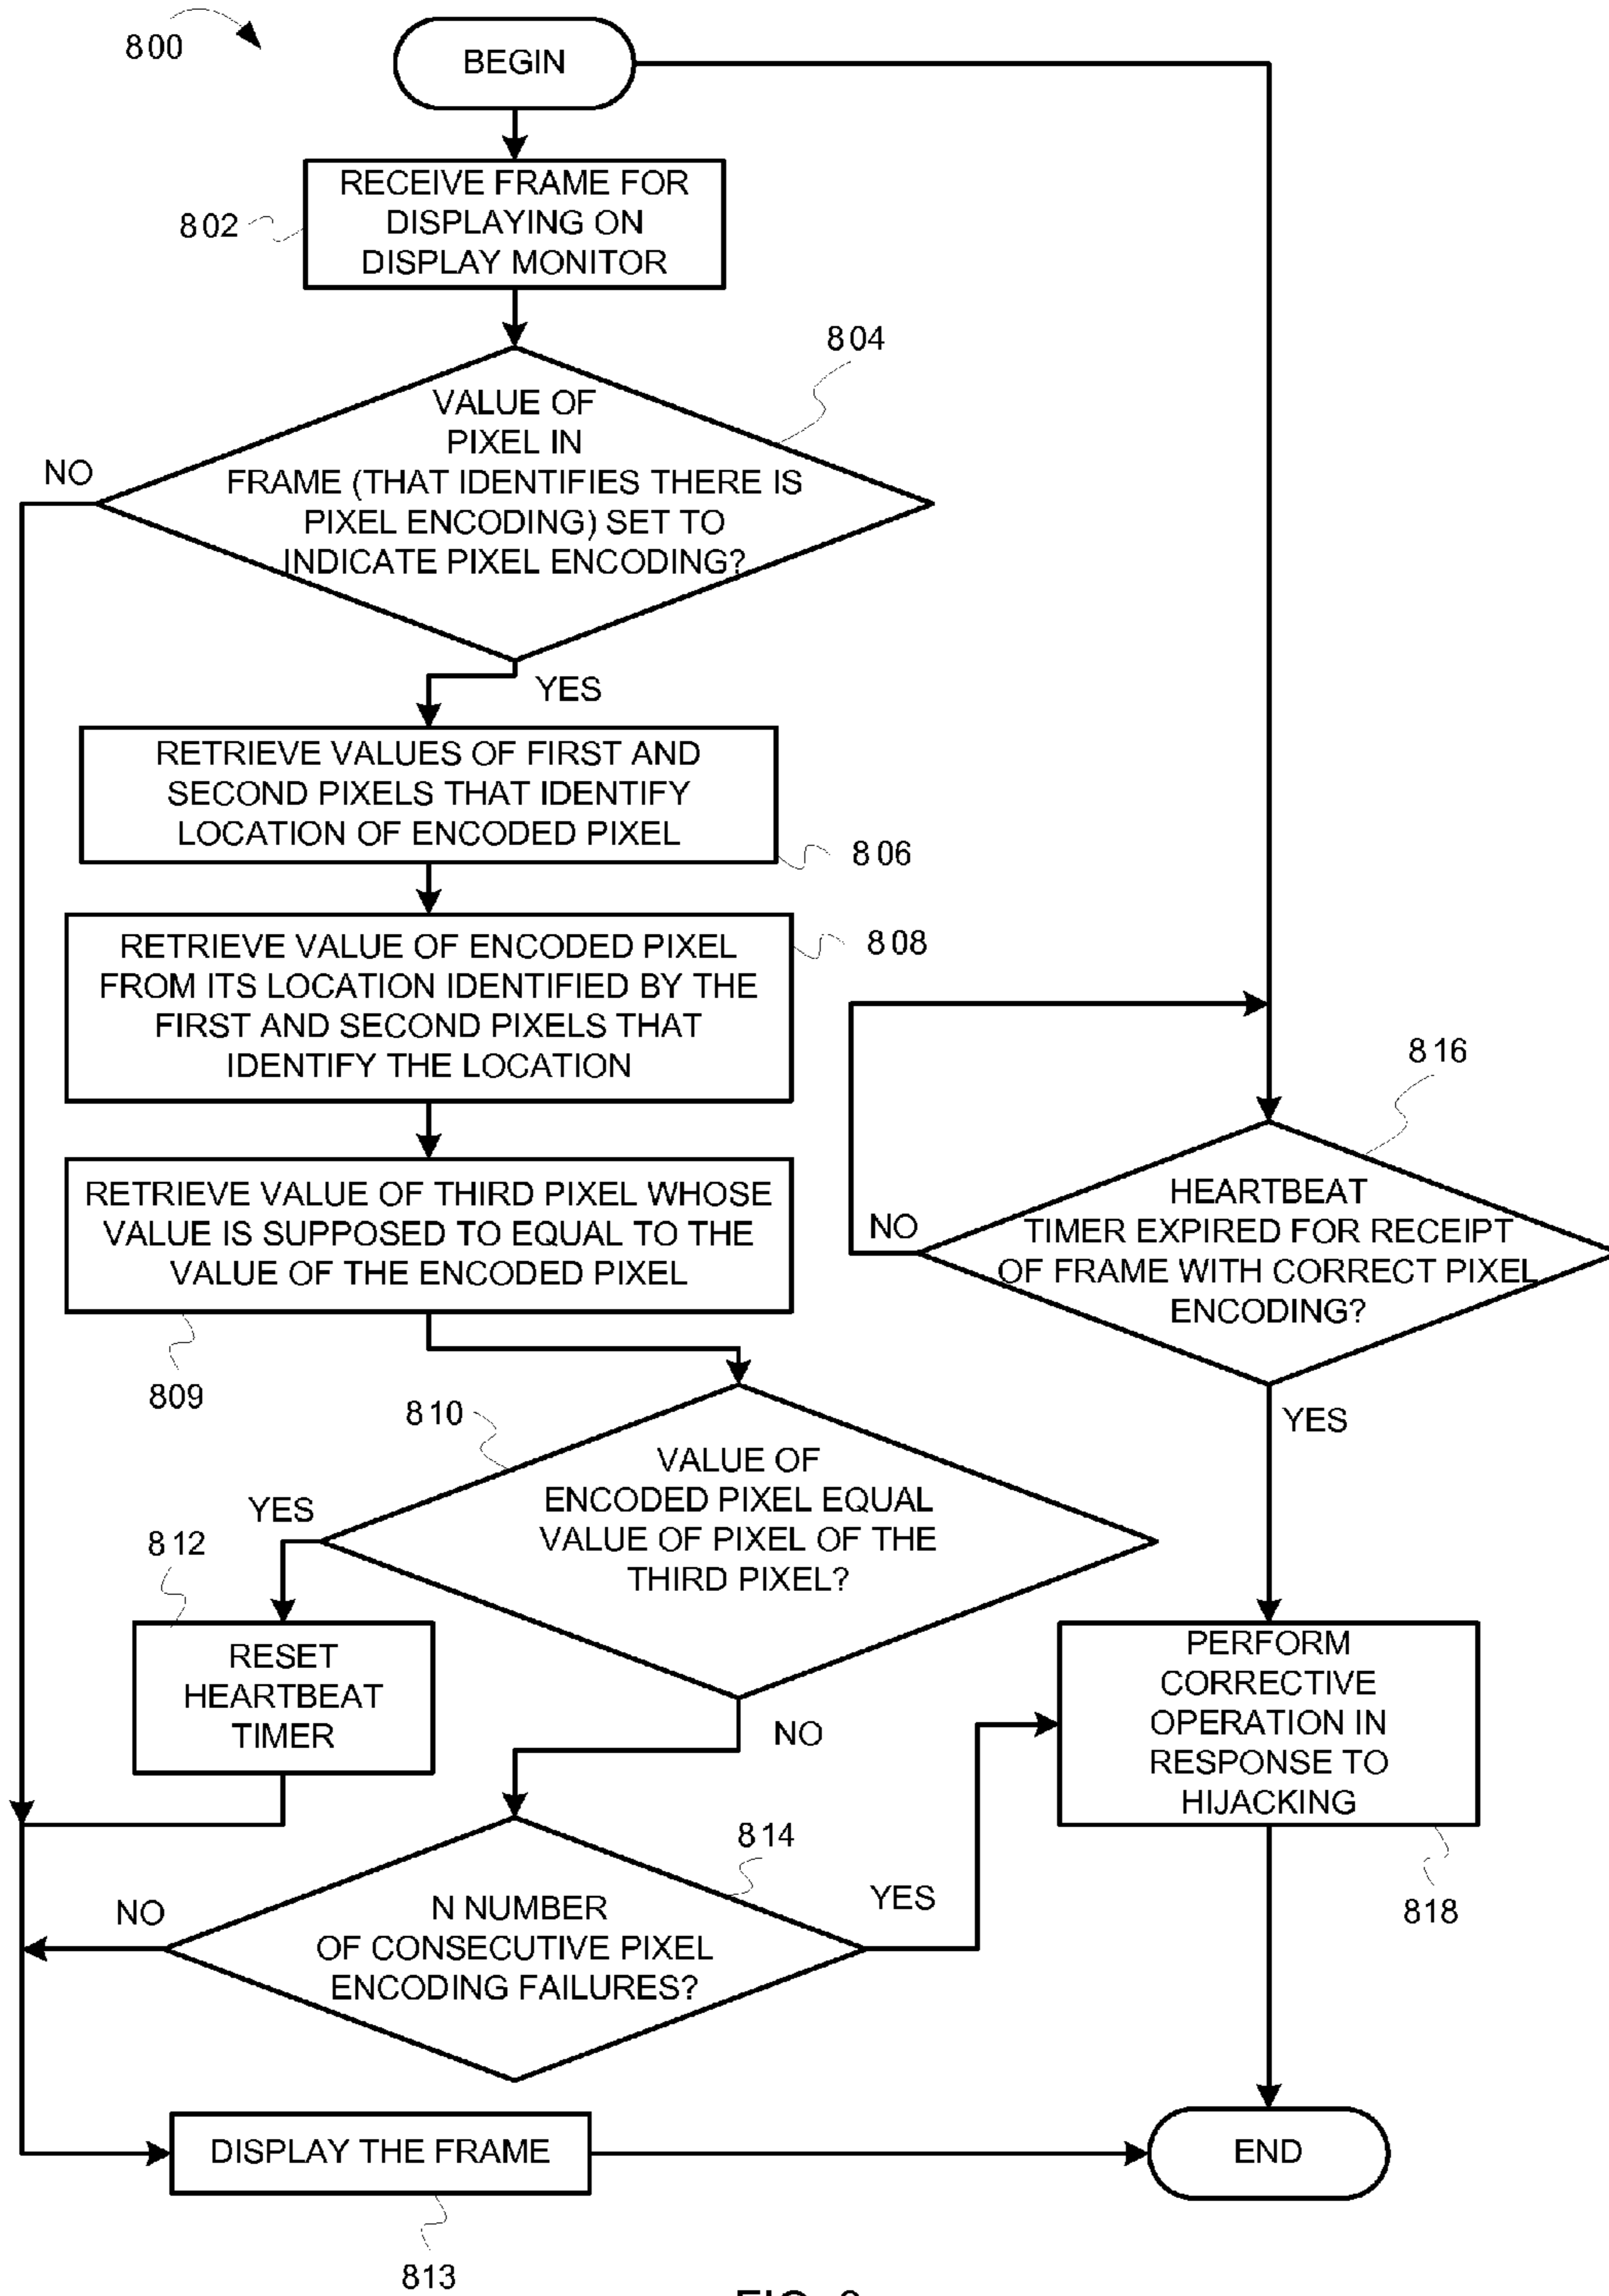 800
BEGIN
RECEIVE FRAME FOR
DISPLAYING ON
DISPLAY MONITOR
802
804
VALUE OF
PIXEL IN
FRAME (THAT IDENTIFIES THERE IS
PIXEL ENCODING) SET TO
INDICATE PIXEL ENCODING?
NO
YES
RETRIEVE VALUES OF FIRST AND
SECOND PIXELS THAT IDENTIFY
LOCATION OF ENCODED PIXEL
806
RETRIEVE VALUE OF ENCODED PIXEL
FROM ITS LOCATION IDENTIFIED BY THE
FIRST AND SECOND PIXELS THAT
IDENTIFY THE LOCATION
808
RETRIEVE VALUE OF THIRD PIXEL WHOSE
VALUE IS SUPPOSED TO EQUAL TO THE
VALUE OF THE ENCODED PIXEL
809
816
HEARTBEAT
TIMER EXPIRED FOR RECEIPT
OF FRAME WITH CORRECT PIXEL
ENCODING?
NO
YES
810
VALUE OF
ENCODED PIXEL EQUAL
VALUE OF PIXEL OF THE
THIRD PIXEL?
YES
NO
812
RESET
HEARTBEAT
TIMER
PERFORM
CORRECTIVE
OPERATION IN
RESPONSE TO
HIJACKING
818
814
N NUMBER
OF CONSECUTIVE PIXEL
ENCODING FAILURES?
NO
YES
DISPLAY THE FRAME
813
END
FIG.